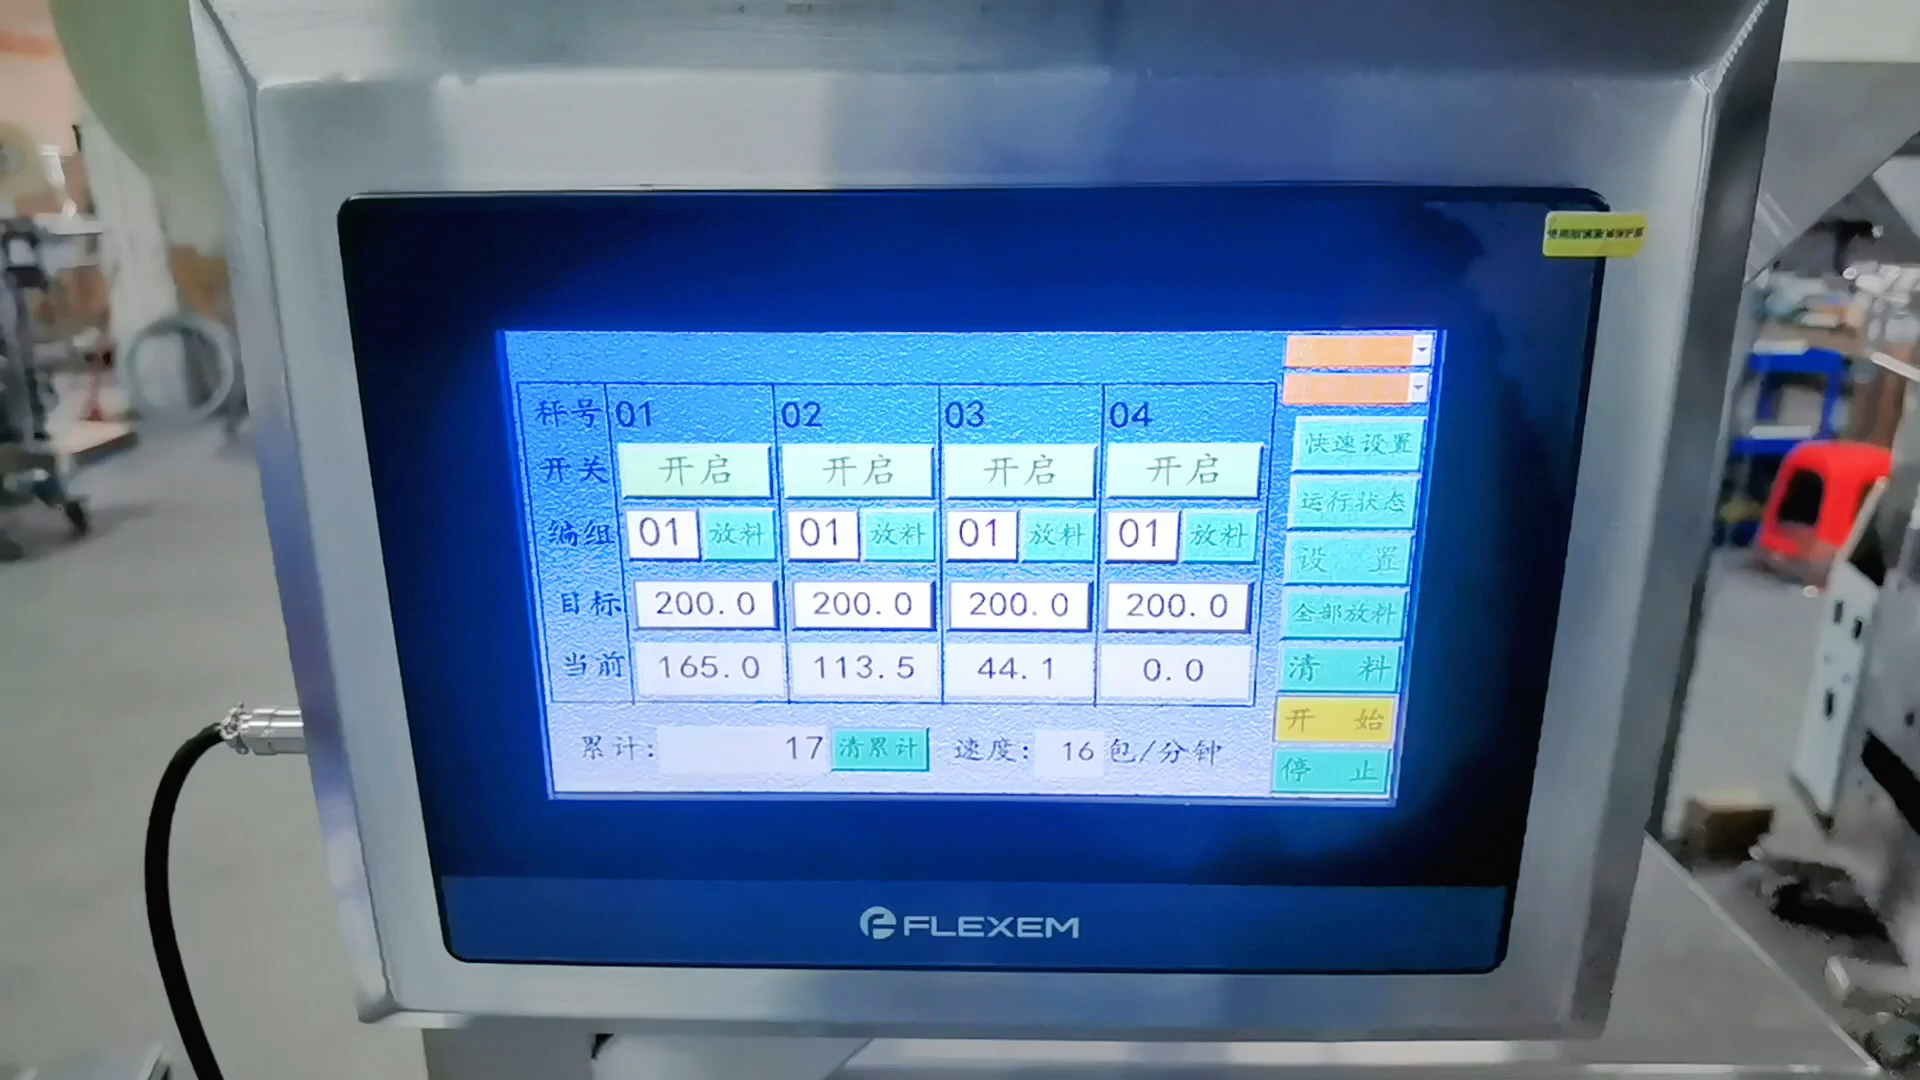 秤号 01 02 03 04
快速设置
开关 开启 开启 开启 开启
运行状态
编组 01 放料 01 放料 01 放料 01 放料
设 置
目标 200.0 200.0 200.0 200.0
全部放料
当前 165.0 113.5 44.1 0.0
清 料
开 始
累计: 17 清累计 速度: 16 包/分钟
停 止
FLEXEM